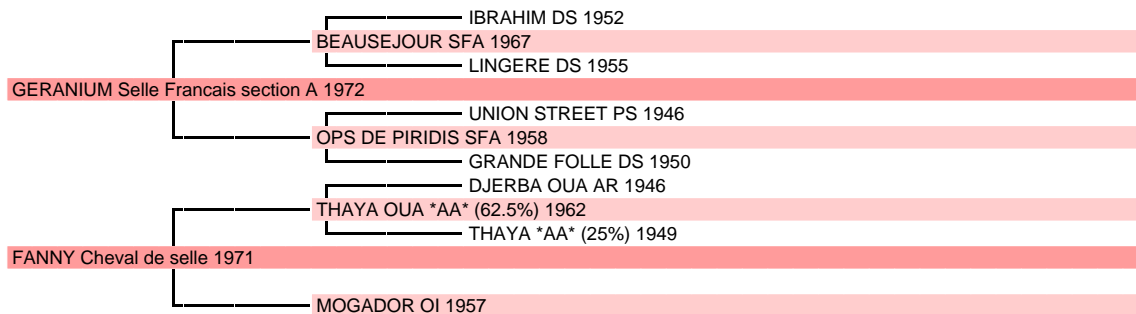 IBRAHIM DS 1952
BEAUSEJOUR SFA 1967
LINGERE DS 1955
GERANIUM Selle Francais section A 1972
UNION STREET PS 1946
OPS DE PIRIDIS SFA 1958
GRANDE FOLLE DS 1950
DJERBA OUA AR 1946
THAYA OUA *AA* (62.5%) 1962
THAYA *AA* (25%) 1949
FANNY Cheval de selle 1971
MOGADOR OI 1957